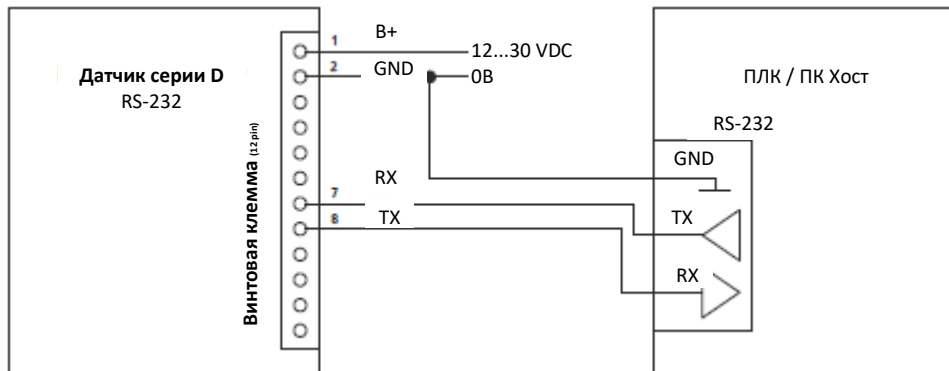 Датчик серии D
RS-232
Винтовая клемма (12 pin)
1
B+
12...30 VDC
2
GND
0В
7
RX
8
TX
ПЛК / ПК Хост
RS-232
GND
TX
RX